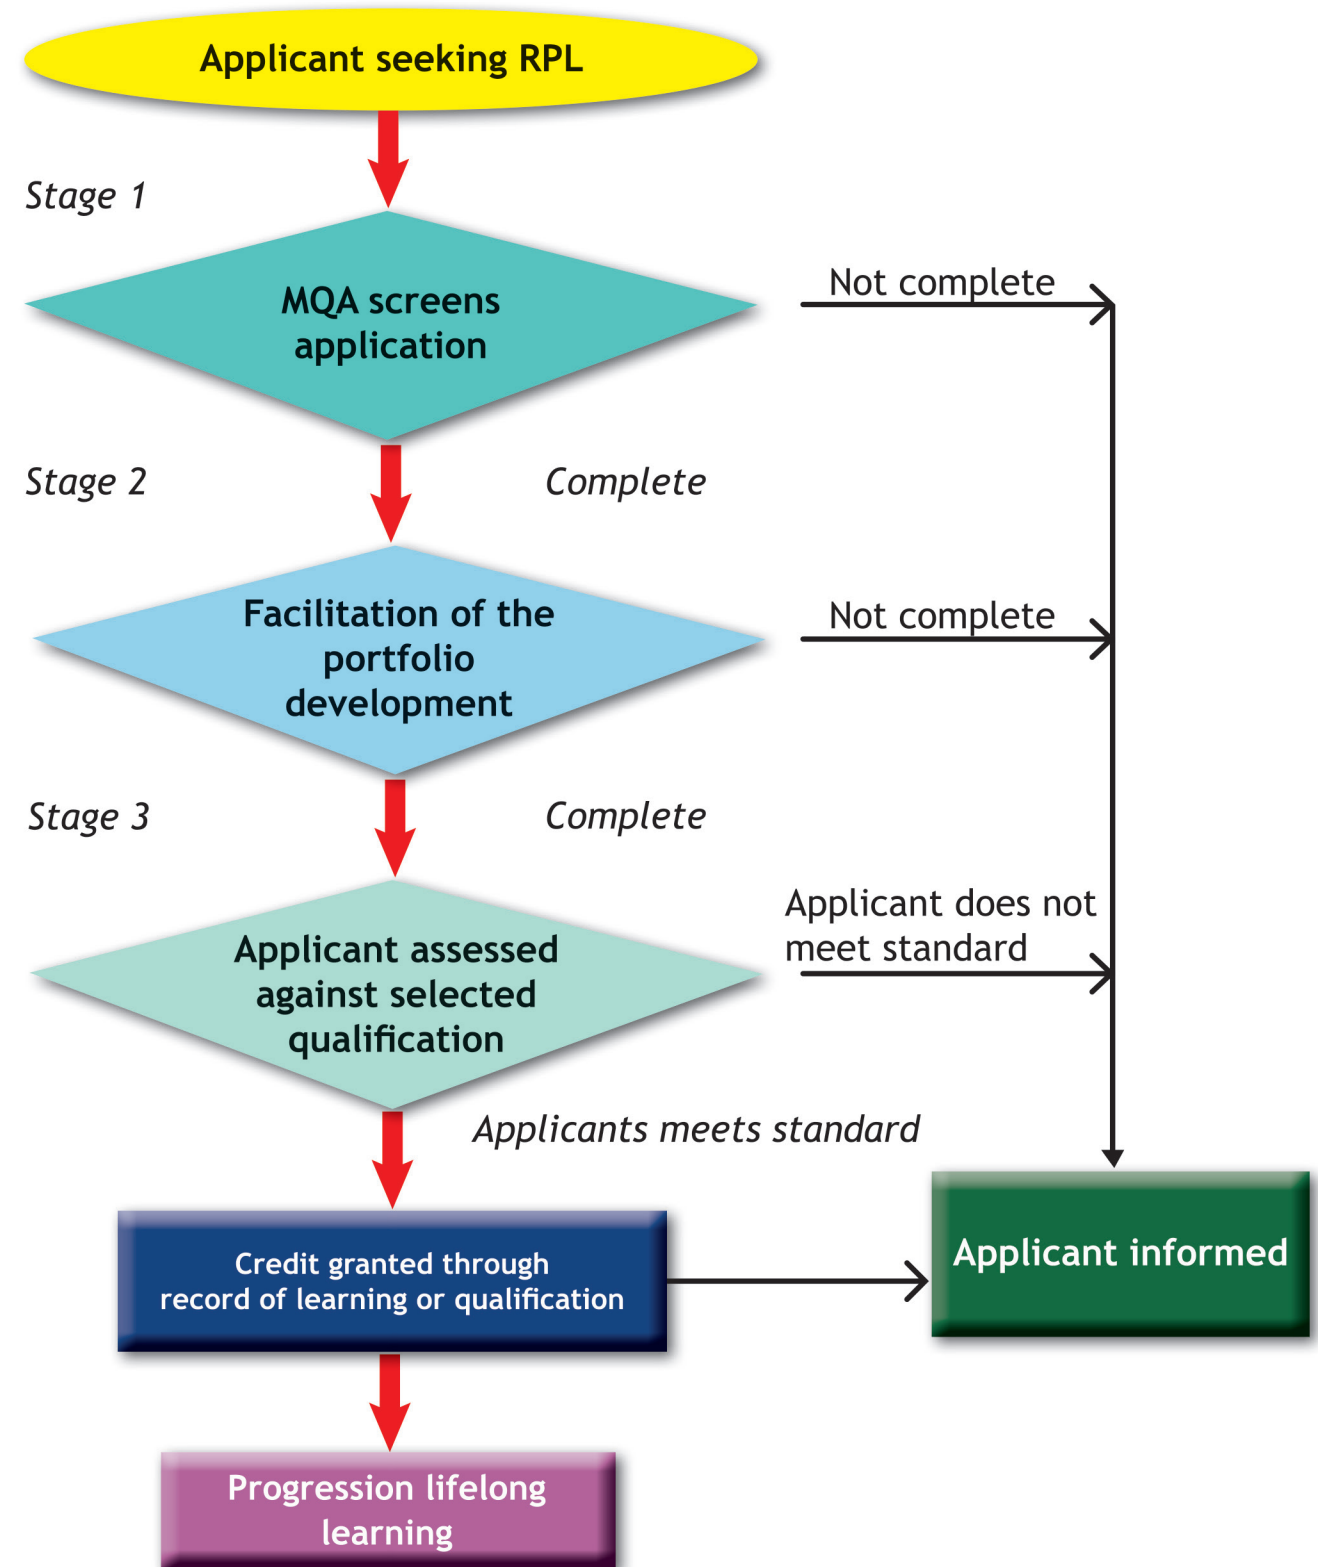 Applicant seeking RPL
Stage 1
MQA screens
application
Not complete
Stage 2
Complete
Facilitation of the
portfolio
development
Not complete
Stage 3
Complete
Applicant assessed
against selected
qualification
Applicant does not
meet standard
Applicants meets standard
Credit granted through
record of learning or qualification
Applicant informed
Progression lifelong
learning